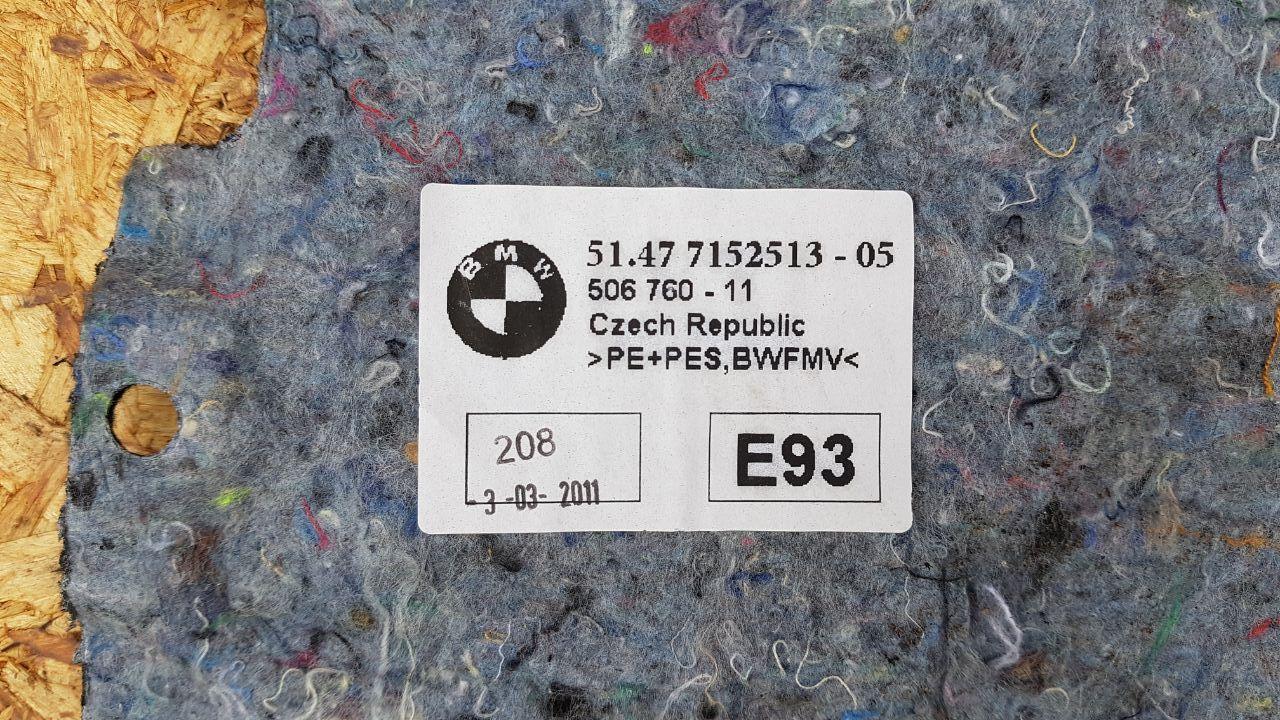 BMW
51.47 7152513 - 05
506 760 - 11
Czech Republic
>PE+PES,BWFMV<
208
- 3 -03- 2011
E93